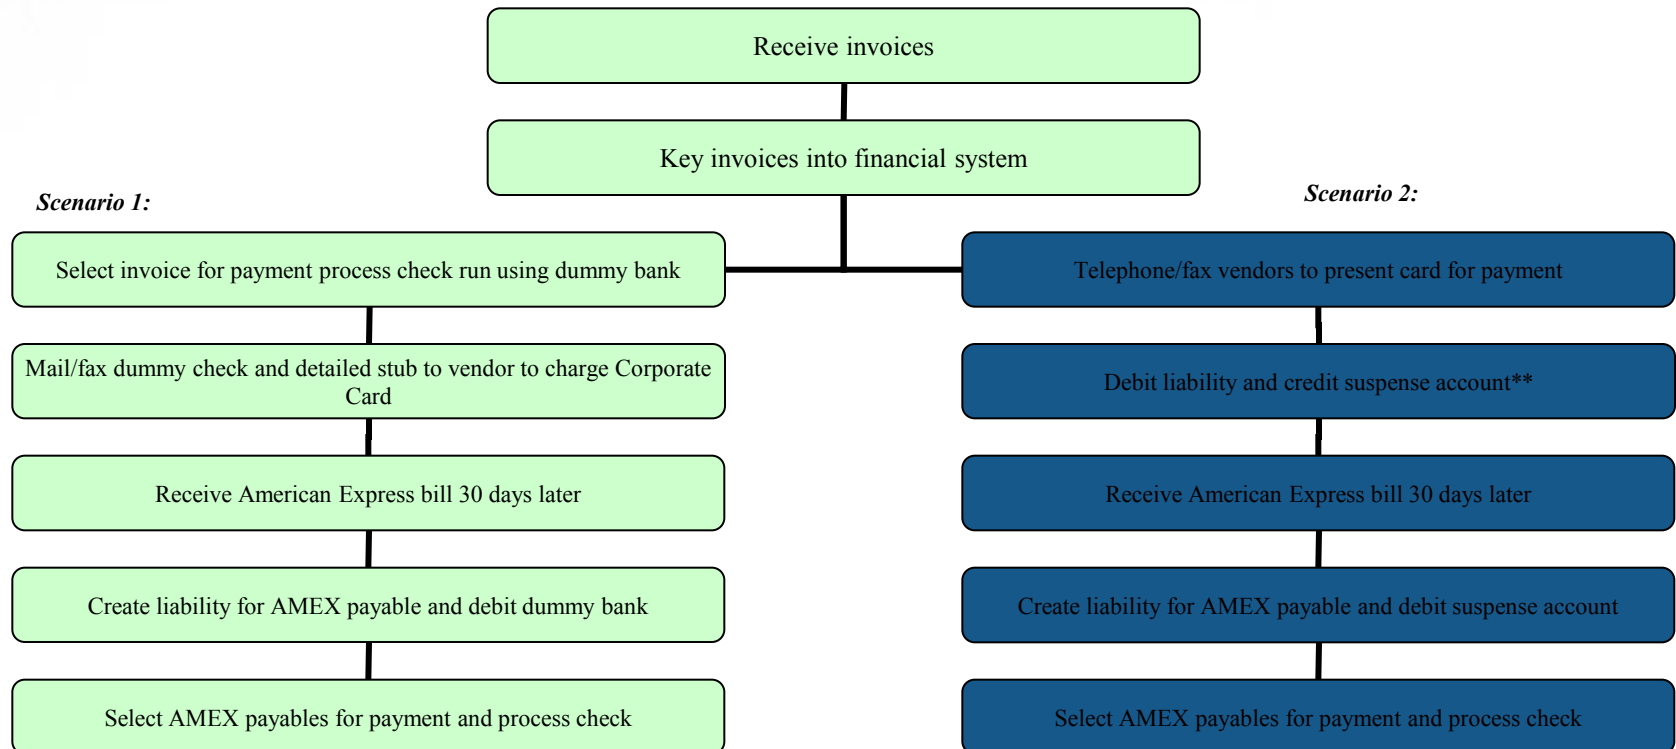 Receive invoices
Key invoices into financial system
Scenario 1:
Select invoice for payment process check run using dummy bank
Mail/fax dummy check and detailed stub to vendor to charge Corporate
Card
Receive American Express bill 30 days later
Create liability for AMEX payable and debit dummy bank
Select AMEX payables for payment and process check
Scenario 2:
Telephone/fax vendors to present card for payment
Debit liability and credit suspense account**
Receive American Express bill 30 days later
Create liability for AMEX payable and debit suspense account
Select AMEX payables for payment and process check